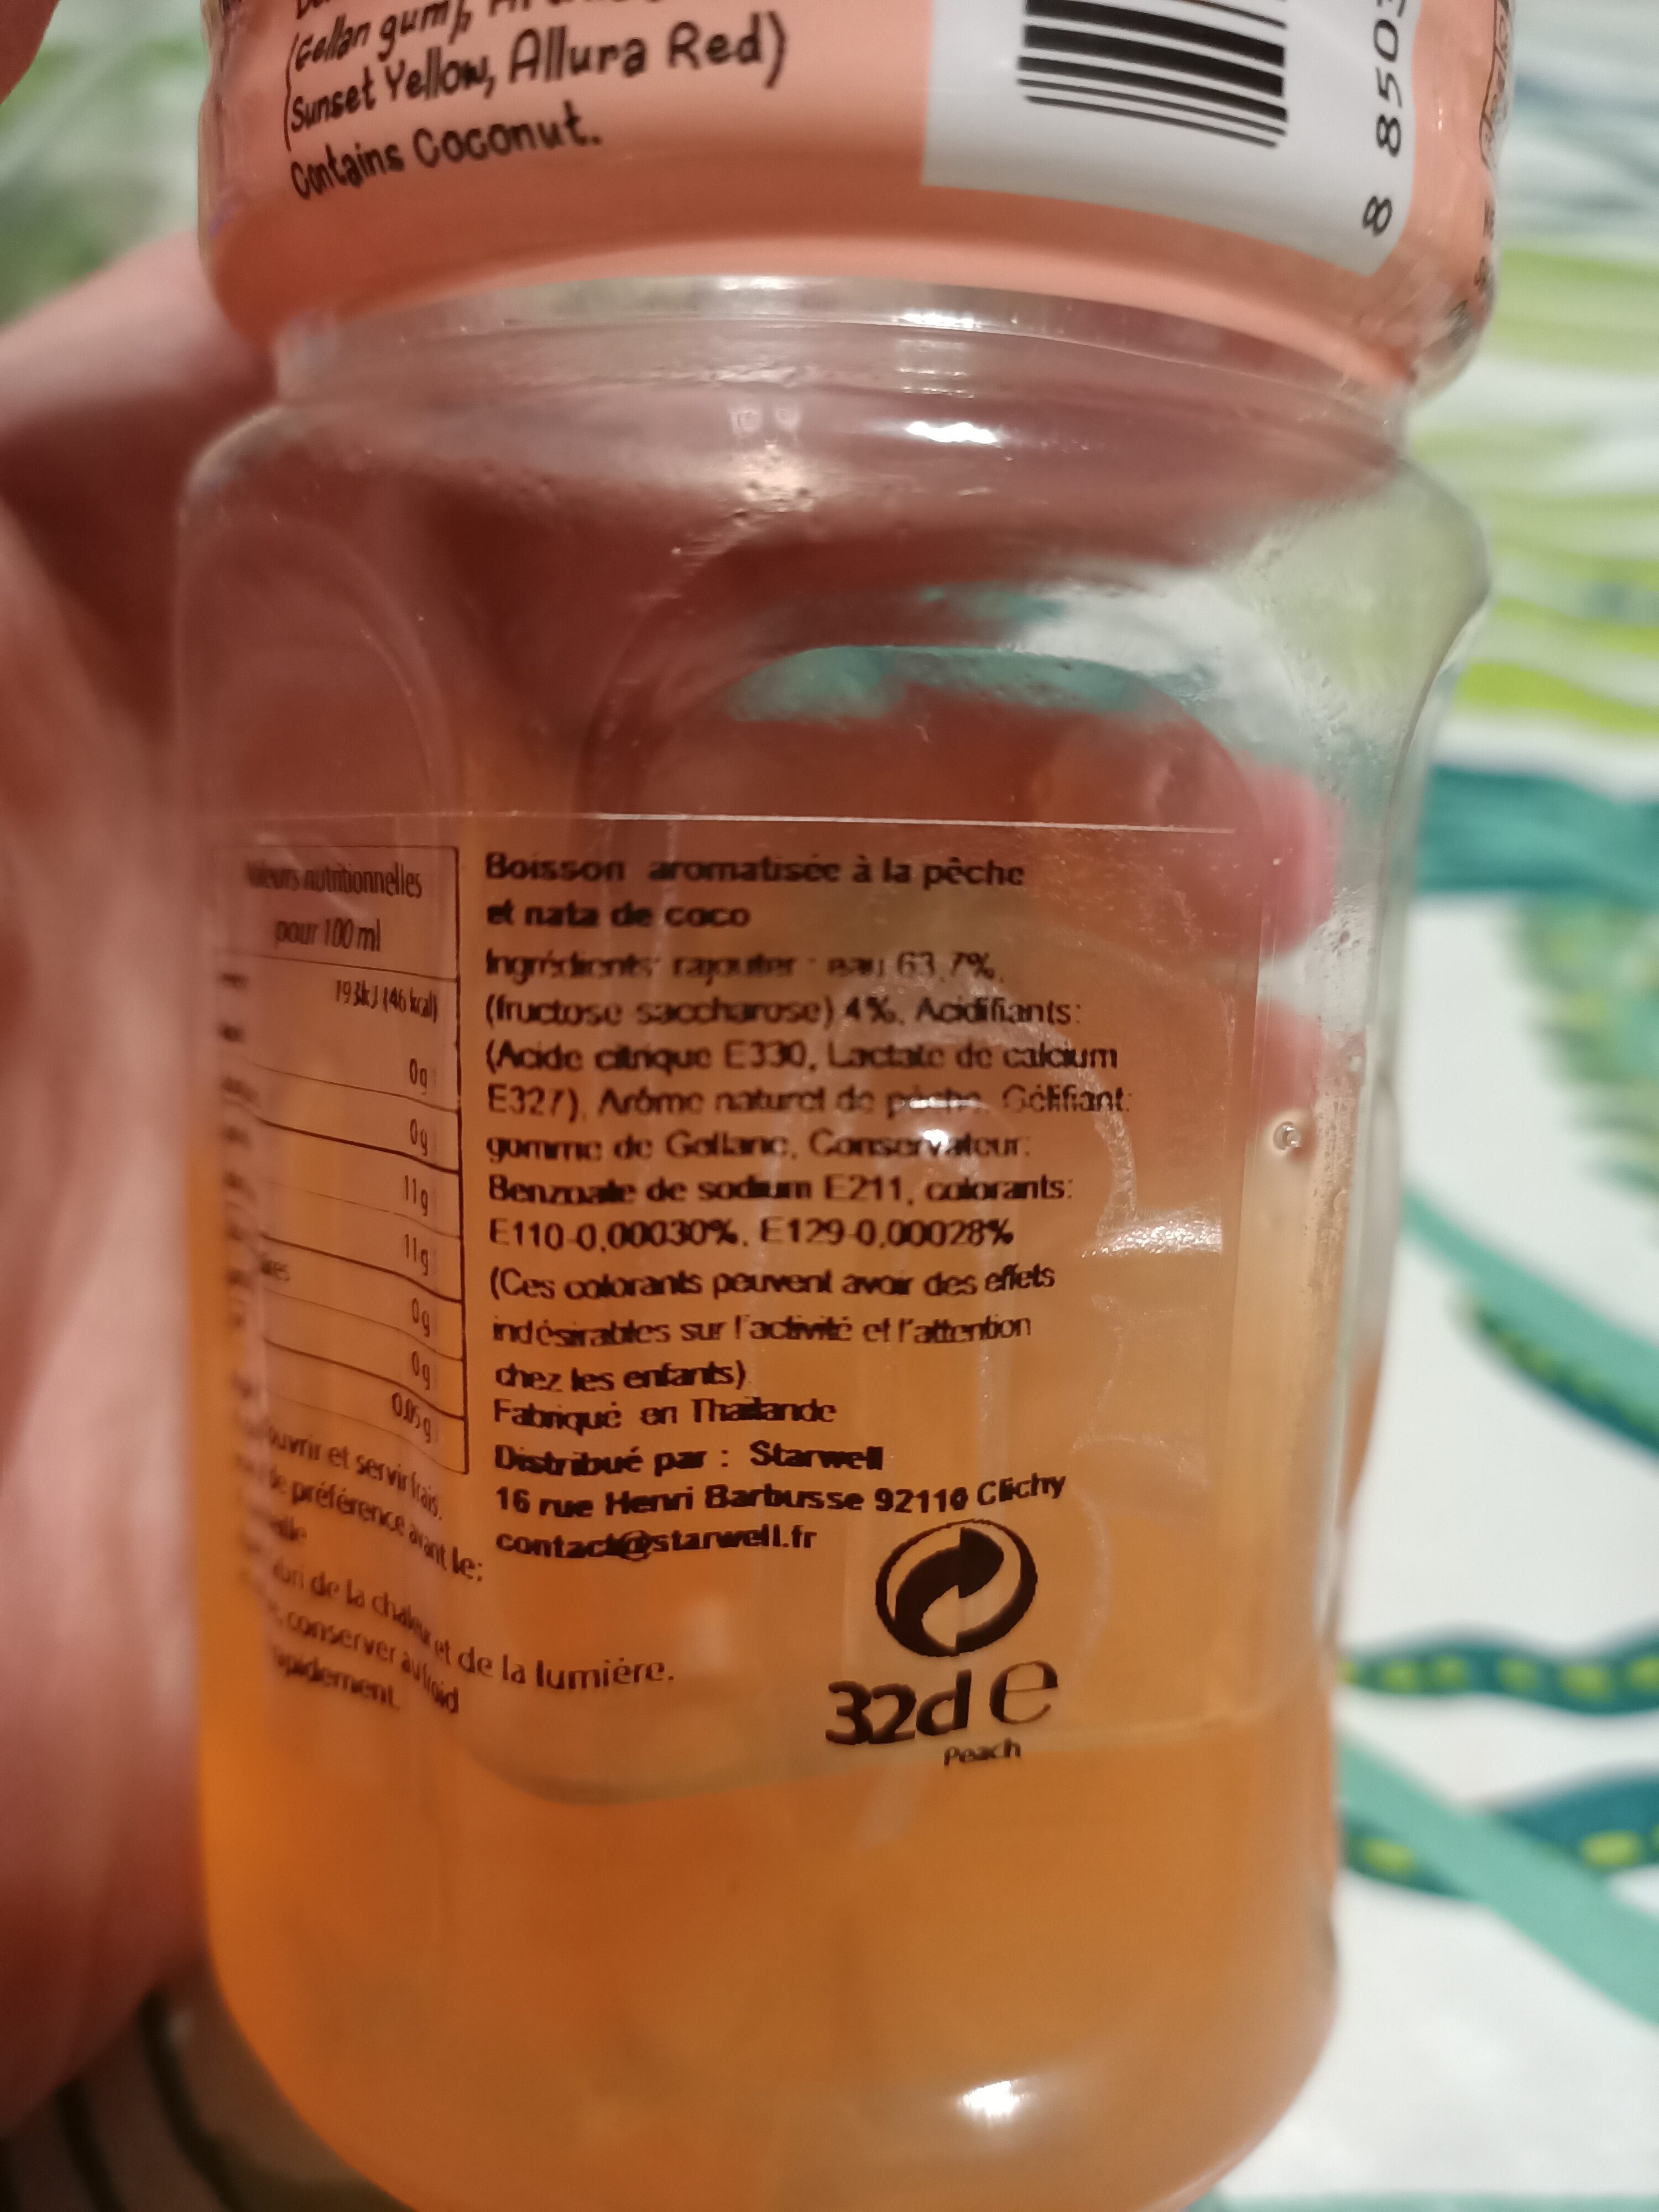 (Gellan gum),
(Sunset Yellow, Allura Red)
Contains Coconut.
8 8503
Valeurs nutritionnelles
pour 100 ml
193kJ (46 kcal)
0g
0g
11g
11g
0g
0g
0,05g
Boisson aromatisée à la pêche
et nata de coco
Ingrédients rajouter : eau 63,7%,
(fructose saccharose) 4%, Acidifiants:
(Acide citrique E330, Lactate de calcium
E327), Arôme naturel de pêche, Gélifiant:
gomme de Gellane, Conservateur:
Benzoate de sodium E211, colorants:
E110-0,00030%, E129-0,00028%
(Ces colorants peuvent avoir des effets
indésirables sur l'activité et l'attention
chez les enfants)
Fabriqué en Thaïlande
Distribué par : Starwell
16 rue Henri Barbusse 92110 Clichy
contact@starwell.fr
ouvrir et servir frais.
de préférence avant le:
de la chaleur et de la lumière.
conserver au froid
rapidement.
32d e
Peach